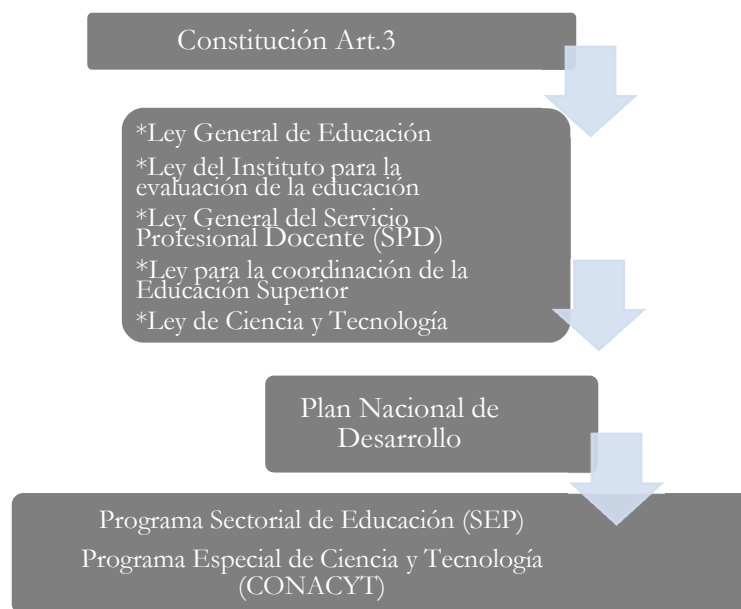 Constitución Art.3
*Ley General de Educación
*Ley del Instituto para la
evaluación de la educación
*Ley General del Servicio
Profesional Docente (SPD)
*Ley para la coordinación de la
Educación Superior
*Ley de Ciencia y Tecnología
Plan Nacional de
Desarrollo
Programa Sectorial de Educación (SEP)
Programa Especial de Ciencia y Tecnología
(CONACYT)